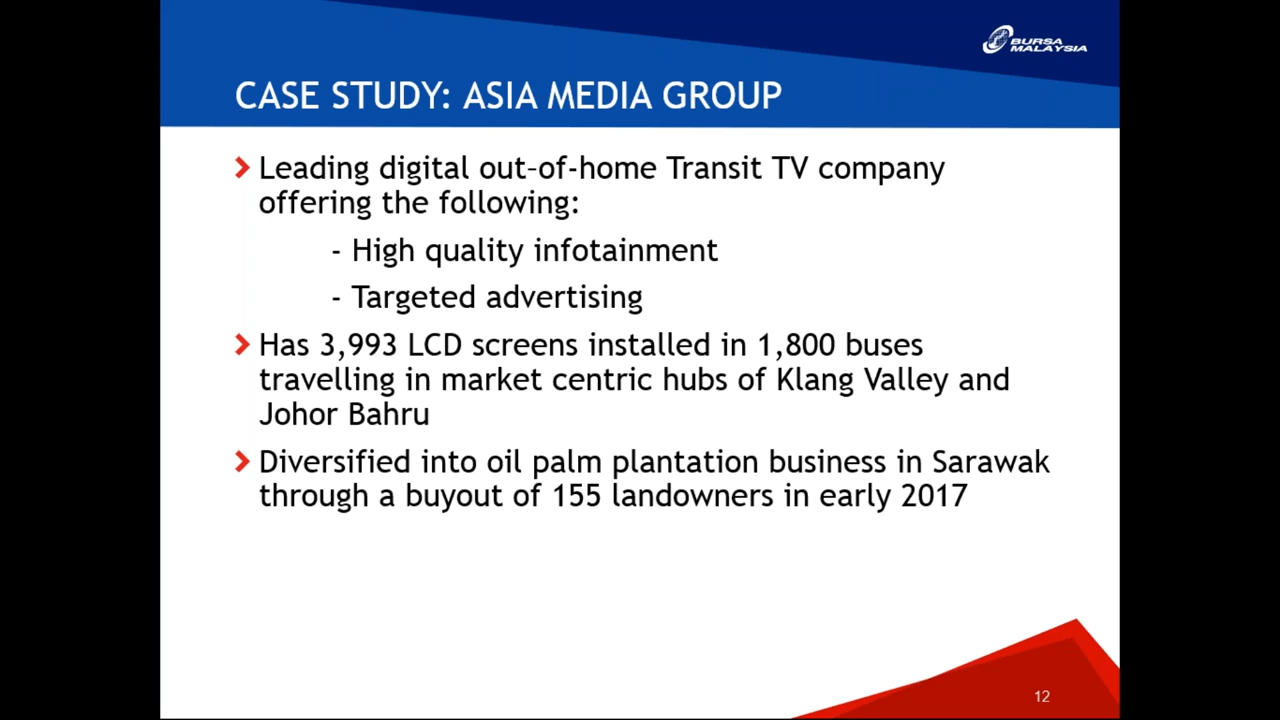 BURSA
MALAYSIA
CASE STUDY: ASIA MEDIA GROUP
Leading digital out-of-home Transit TV company
offering the following:
- High quality infotainment
- Targeted advertising
Has 3,993 LCD screens installed in 1,800 buses
travelling in market centric hubs of Klang Valley and
Johor Bahru
Diversified into oil palm plantation business in Sarawak
through a buyout of 155 landowners in early 2017
12